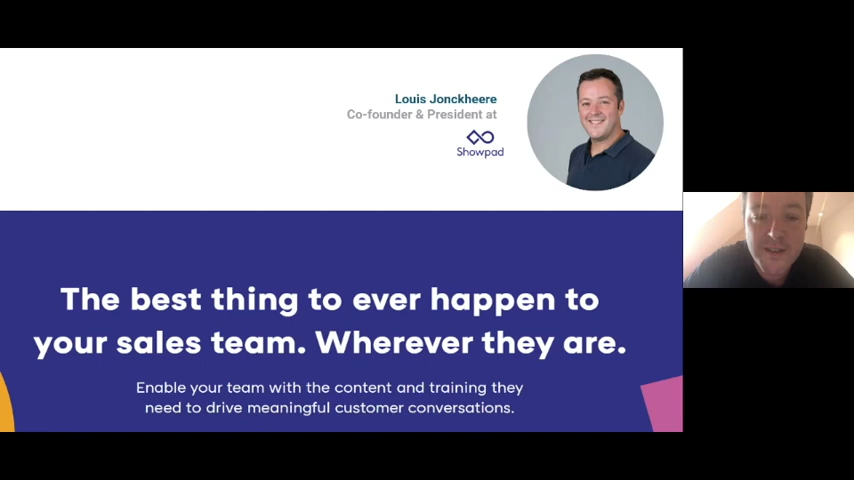 Louis Jonckheere
Co-founder & President at
Showpad
The best thing to ever happen to
your sales team. Wherever they are.
Enable your team with the content and training they
need to drive meaningful customer conversations.